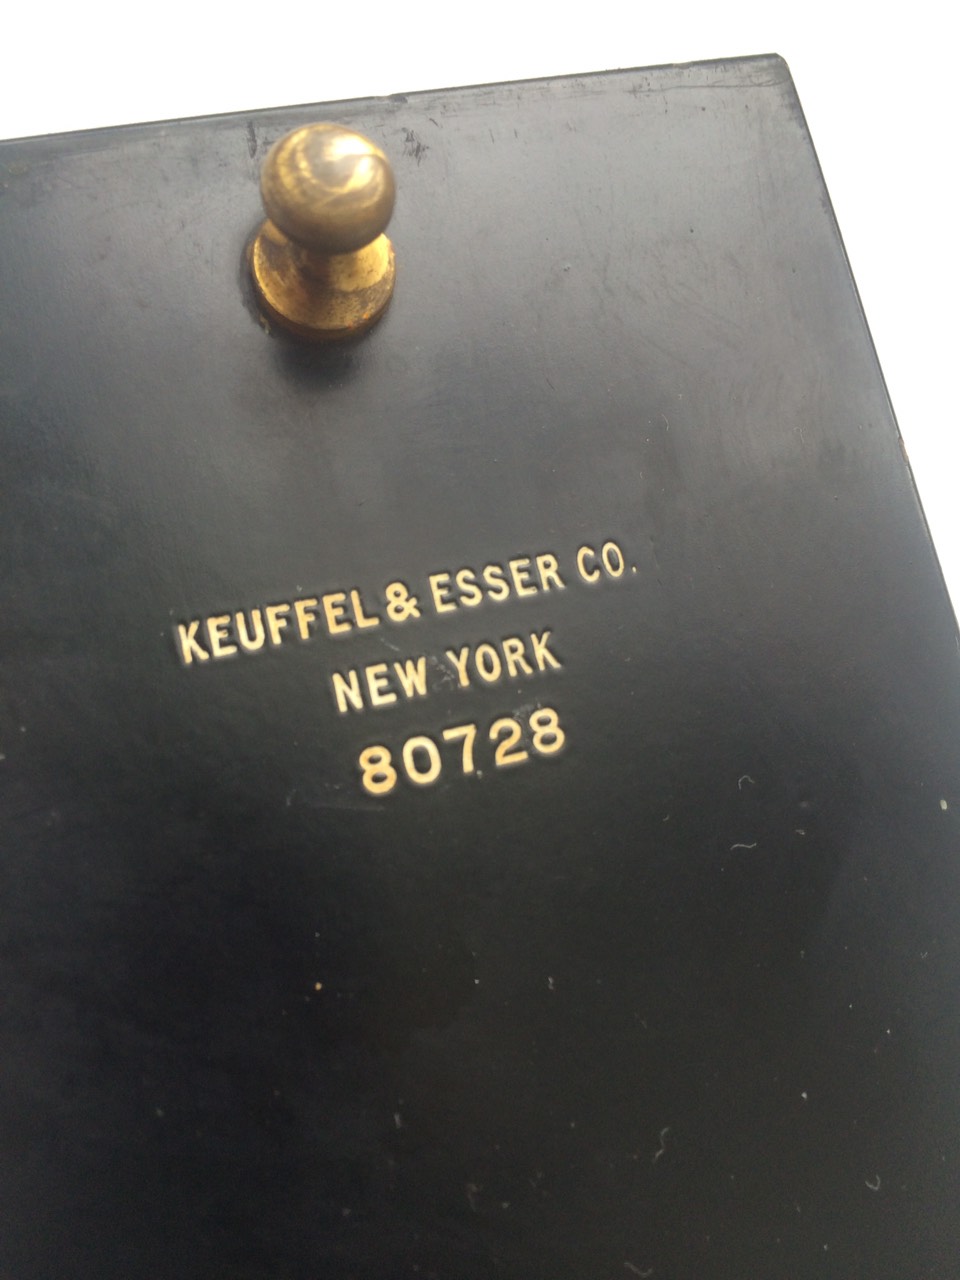 KEUFFEL & ESSER CO.
NEW YORK
80728